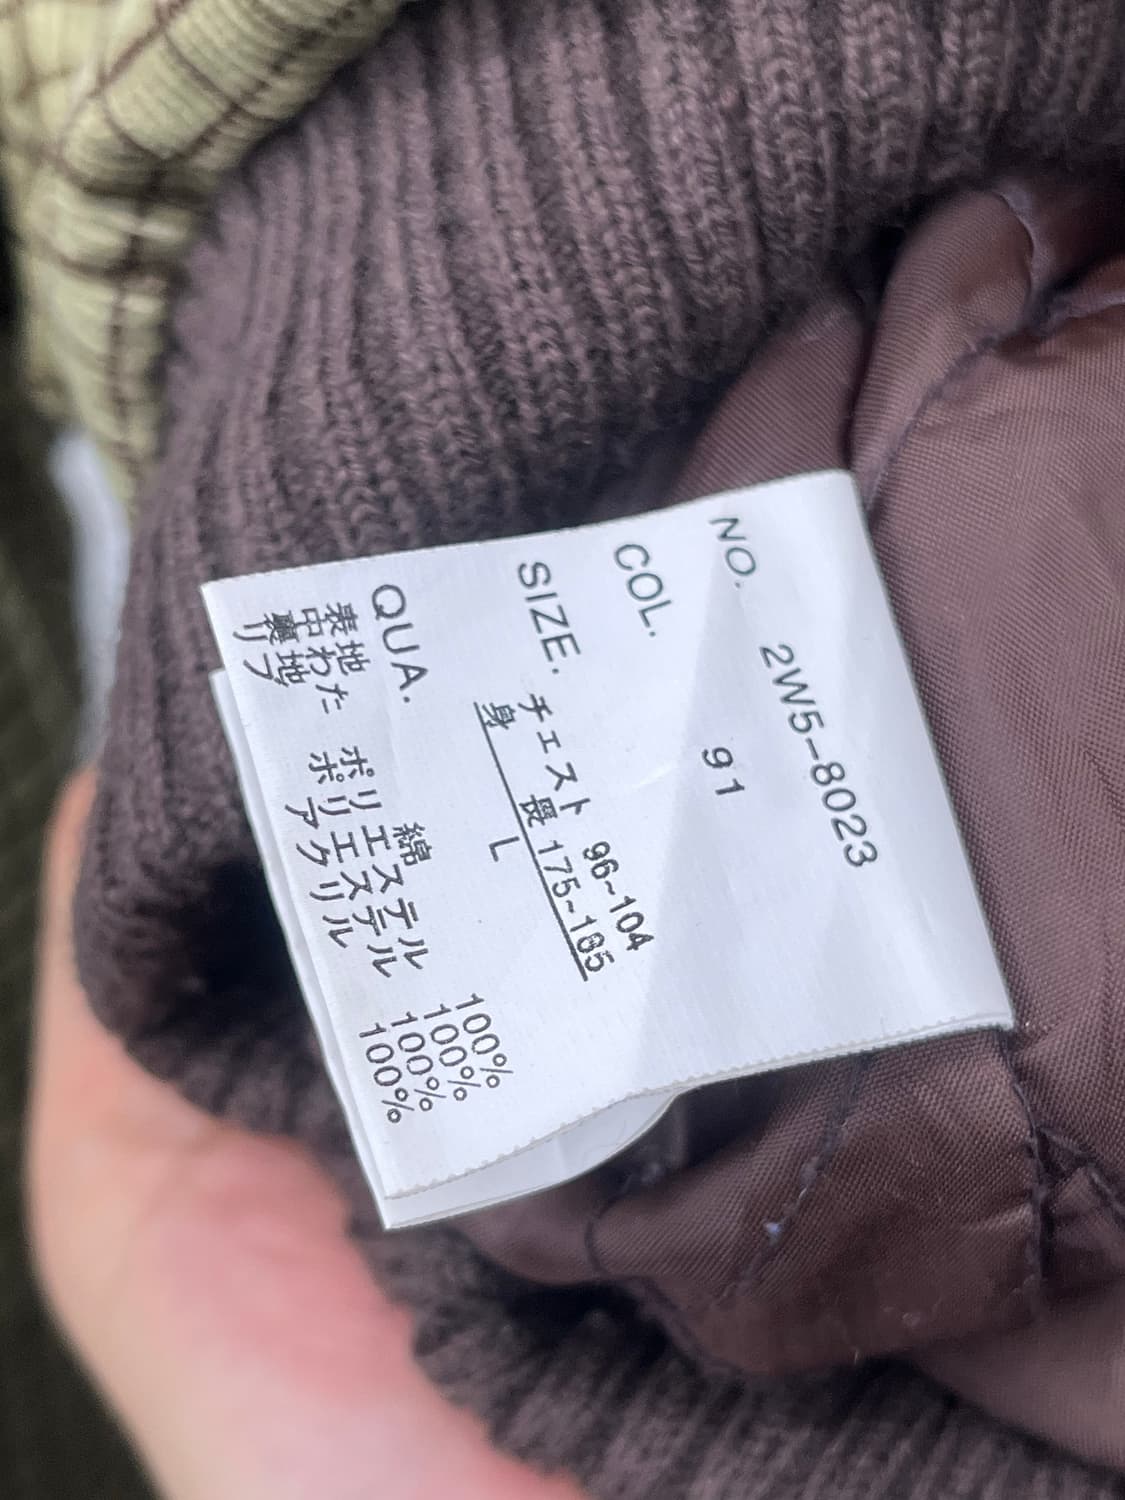 NO. 2W5-8023
COL. 91
SIZE. チェスト 96~104
身 長 175~185
L
QUA.
表地 綿 100%
中わた ポリエステル 100%
裏地 ポリエステル 100%
リブ アクリル 100%